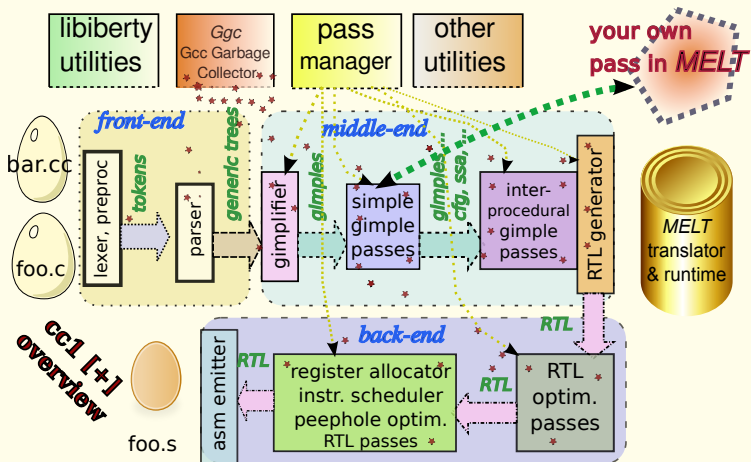 libiberty
utilities
Ggc
Gcc Garbage
Collector
pass
manager
other
utilities
your own
pass in MELT
front-end
middle-end
bar.cc
foo.c
lexer, preproc
tokens
parser
generic trees
gimplifier
gImples
simple
gimple
passes
gImples ...
cfg, ssa, ...
inter-
procedural
gimple
passes
RTL generator
MELT
translator
& runtime
RTL
back-end
cc1 [+]
overview
foo.s
asm emitter
RTL
register allocator
instr. scheduler
peephole optim.
RTL passes
RTL
RTL
optim.
passes